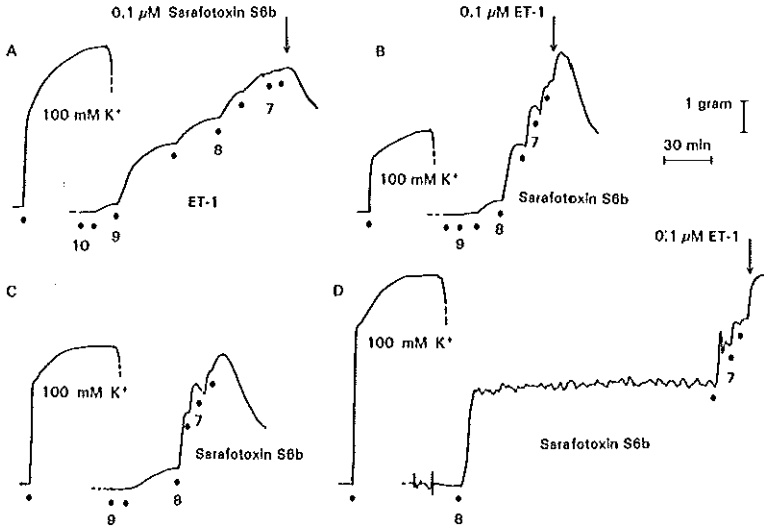 A
0.1 µM Sarafotoxin S6b
100 mM K⁺
7
8
ET-1
10
9
B
0.1 µM ET-1
1 gram
30 min
100 mM K⁺
7
Sarafotoxin S6b
9
8
C
100 mM K⁺
7
Sarafotoxin S6b
9
8
D
0.1 µM ET-1
100 mM K⁺
7
Sarafotoxin S6b
8